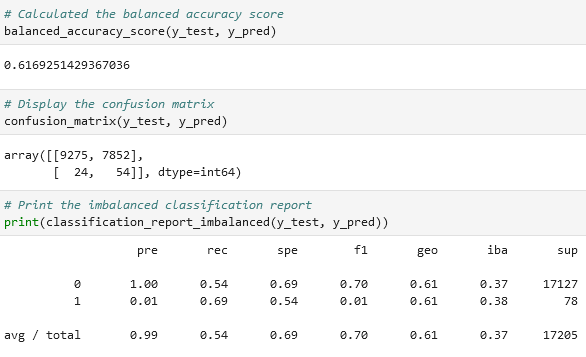 # Calculated the balanced accuracy score
balanced_accuracy_score(y_test, y_pred)
0.6169251429367036
# Display the confusion matrix
confusion_matrix(y_test, y_pred)
array([[9275, 7852],
       [  24,   54]], dtype=int64)
# Print the imbalanced classification report
print(classification_report_imbalanced(y_test, y_pred))
pre rec spe f1 geo iba sup
0 1.00 0.54 0.69 0.70 0.61 0.37 17127
1 0.01 0.69 0.54 0.01 0.61 0.38 78
avg / total 0.99 0.54 0.69 0.70 0.61 0.37 17205